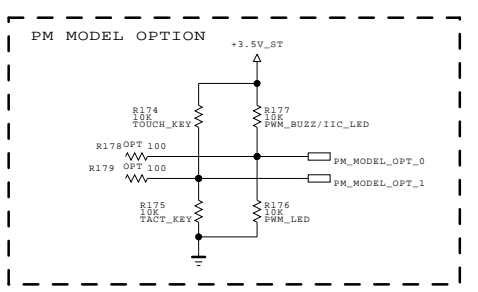 PM MODEL OPTION
+3.5V_ST
R174
10K
TOUCH_KEY
R177
10K
PWM_BUZZ/IIC_LED
R178 OPT 100
PM_MODEL_OPT_0
R179 OPT 100
PM_MODEL_OPT_1
R175
10K
TACT_KEY
R176
10K
PWM_LED